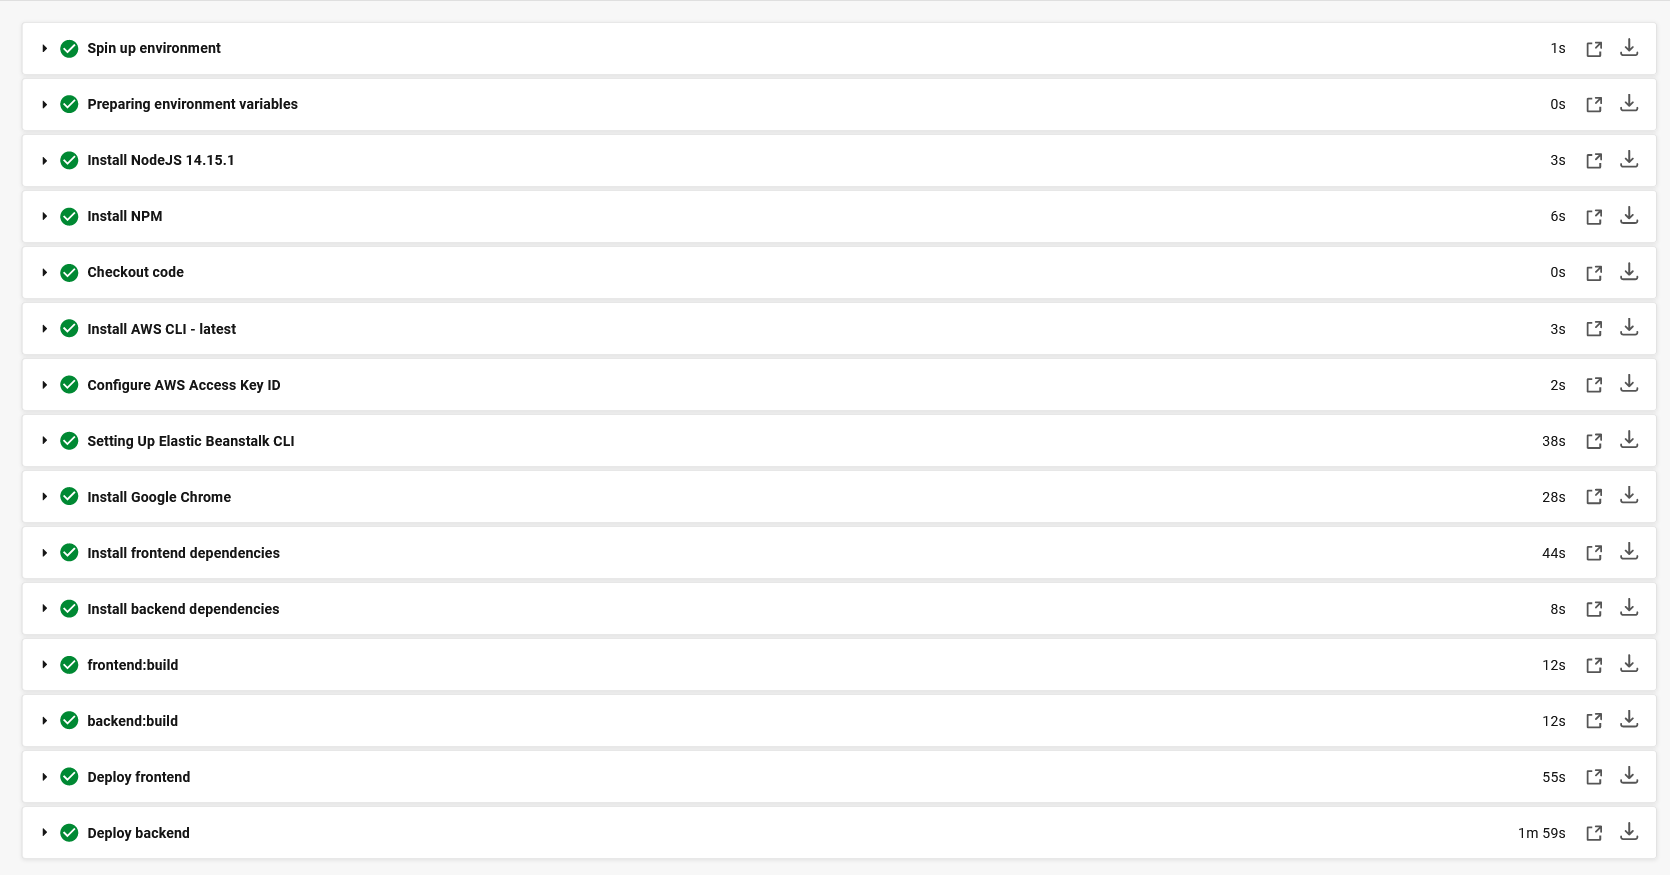 Spin up environment 1s
Preparing environment variables 0s
Install NodeJS 14.15.1 3s
Install NPM 6s
Checkout code 0s
Install AWS CLI - latest 3s
Configure AWS Access Key ID 2s
Setting Up Elastic Beanstalk CLI 38s
Install Google Chrome 28s
Install frontend dependencies 44s
Install backend dependencies 8s
frontend:build 12s
backend:build 12s
Deploy frontend 55s
Deploy backend 1m 59s